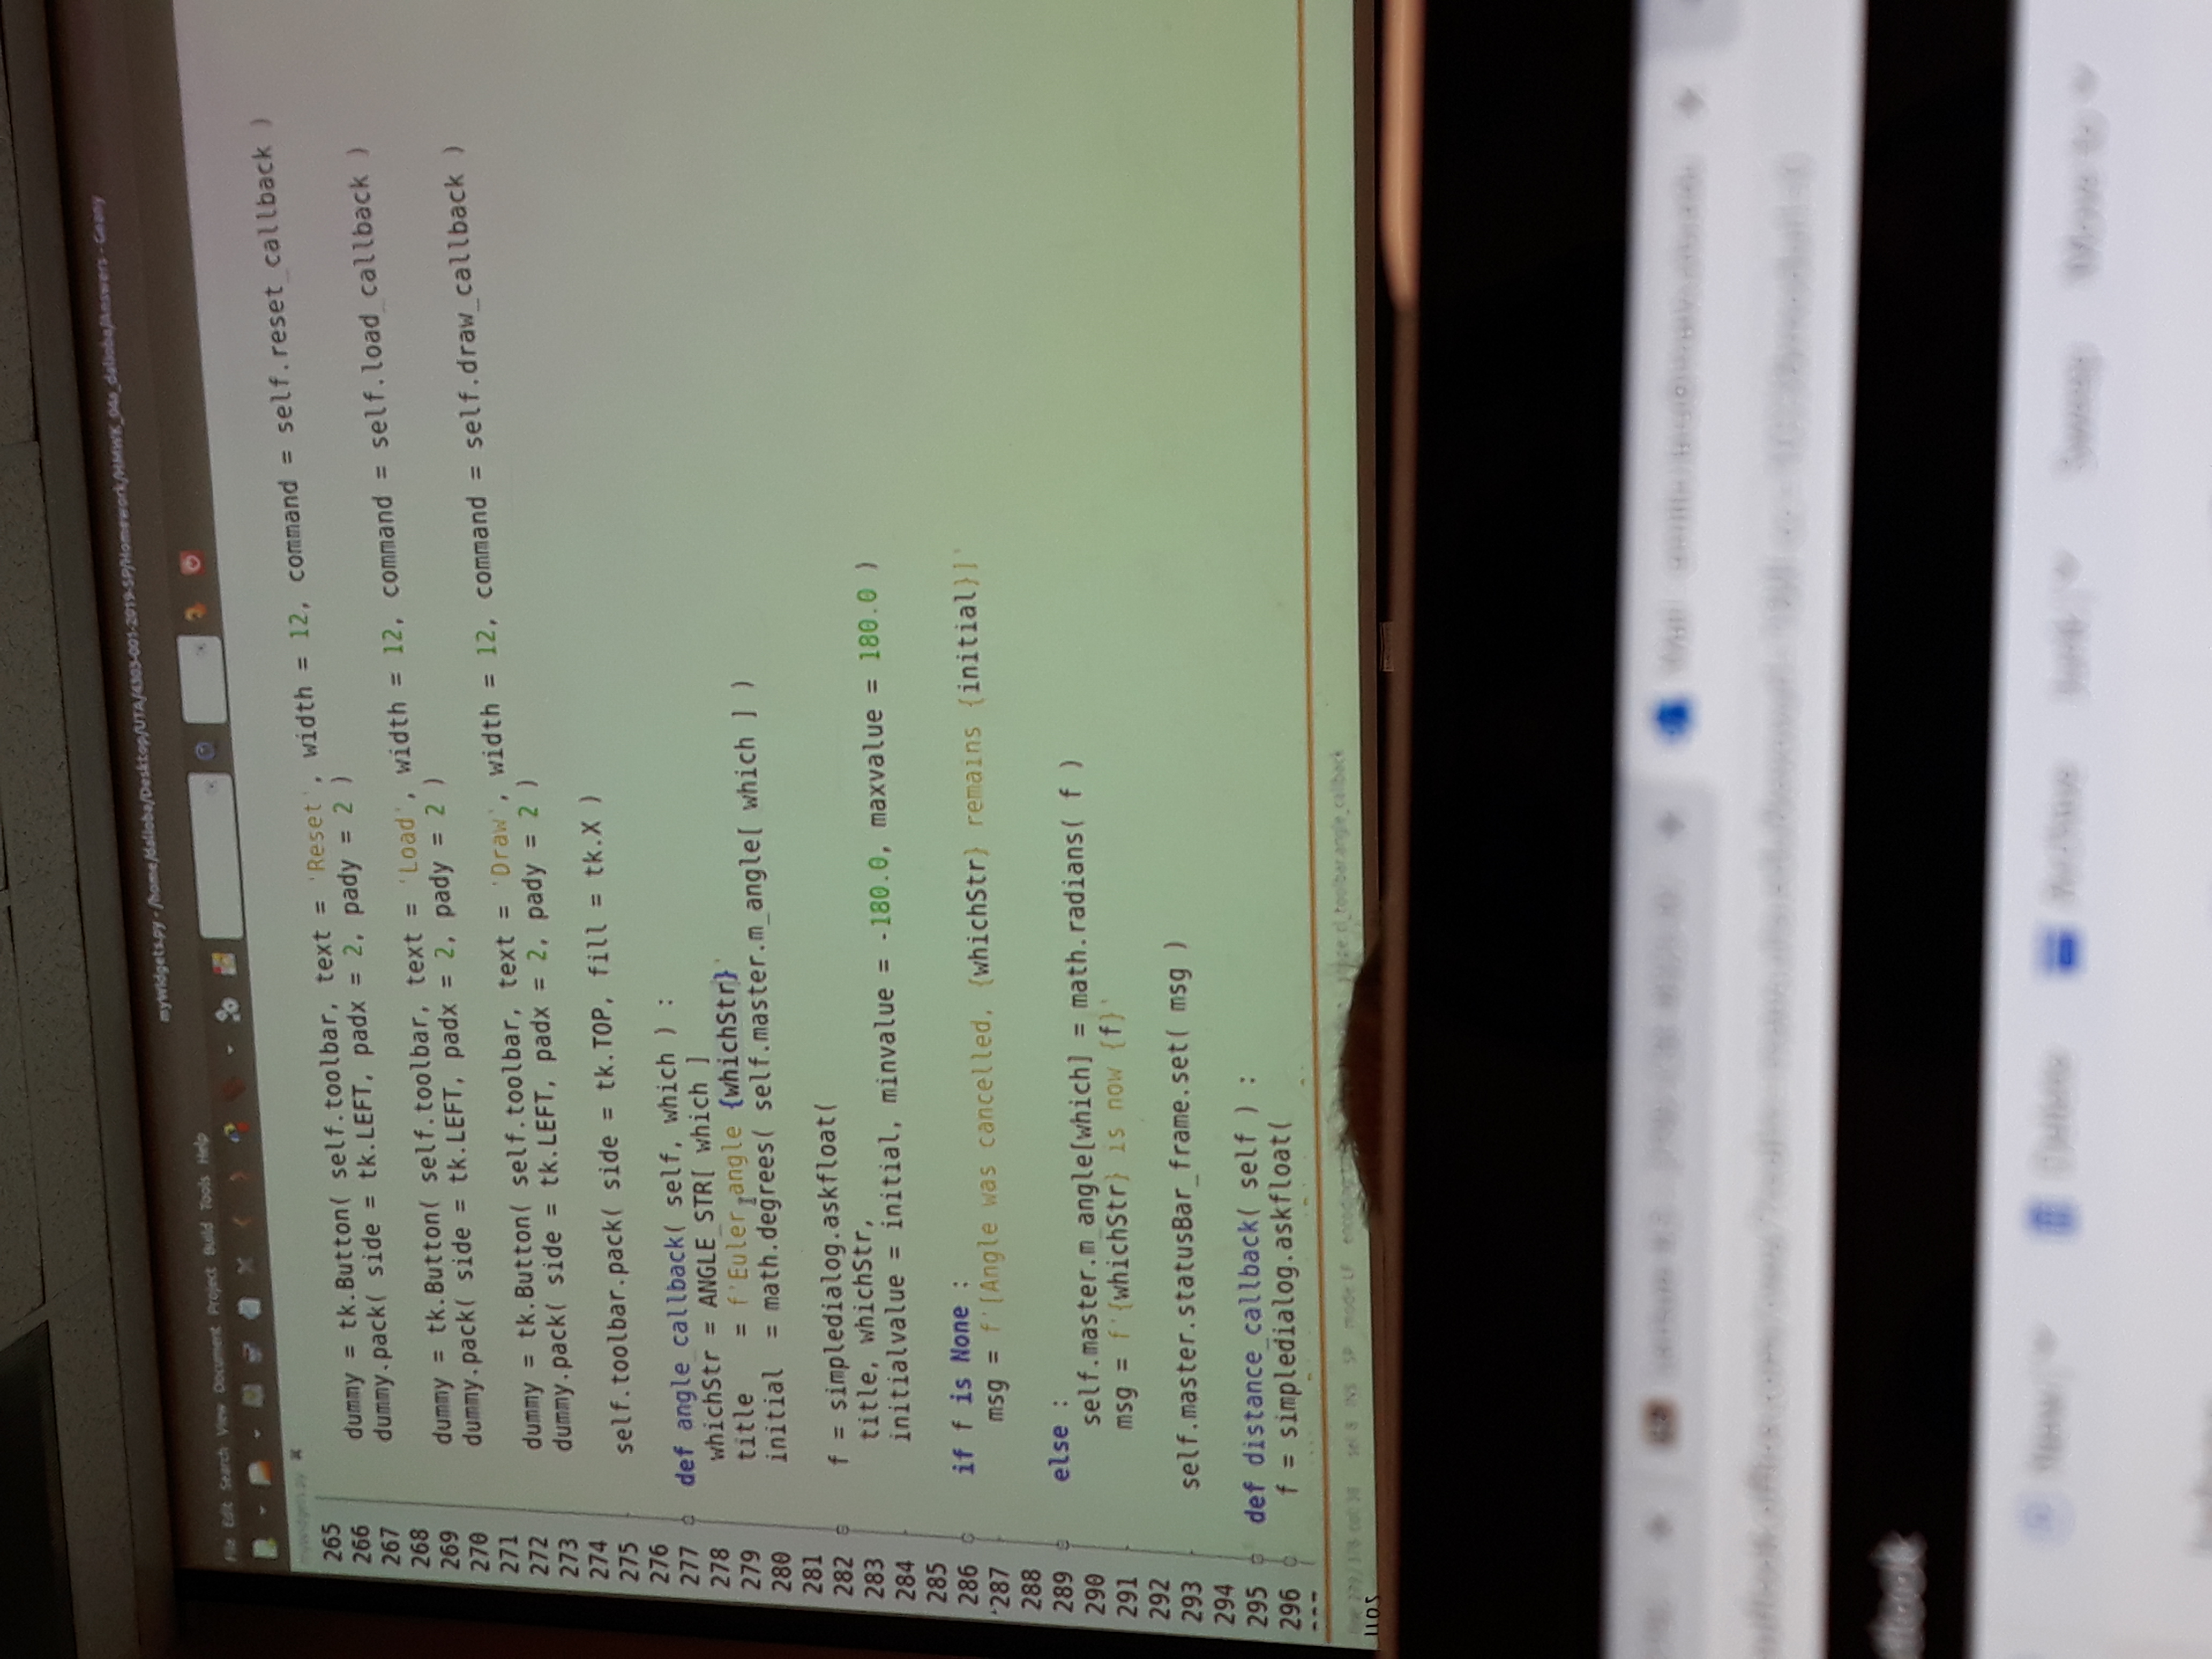 myWidgets.py - /home/dalioba/Desktop/UTA/4303-001-2019-SP/Homework/HMWK_04a_dalioba/Answers - Geany
File Edit Search View Document Project Build Tools Help
myWidgets.py
265
266 dummy = tk.Button( self.toolbar, text = 'Reset', width = 12, command = self.reset_callback )
267 dummy.pack( side = tk.LEFT, padx = 2, pady = 2 )
268
269 dummy = tk.Button( self.toolbar, text = 'Load', width = 12, command = self.load_callback )
270 dummy.pack( side = tk.LEFT, padx = 2, pady = 2 )
271
272 dummy = tk.Button( self.toolbar, text = 'Draw', width = 12, command = self.draw_callback )
273 dummy.pack( side = tk.LEFT, padx = 2, pady = 2 )
274
275 self.toolbar.pack( side = tk.TOP, fill = tk.X )
276
277 def angle_callback( self, which ) :
278 whichStr = ANGLE_STR[ which ]
279 title = f'Euler angle {whichStr}'
280 initial = math.degrees( self.master.m_angle[ which ] )
281
282 f = simpledialog.askfloat(
283 title, whichStr,
284 initialvalue = initial, minvalue = -180.0, maxvalue = 180.0 )
285
286 if f is None :
287 msg = f'[Angle was cancelled, {whichStr} remains {initial}]'
288
289 else :
290 self.master.m_angle[which] = math.radians( f )
291 msg = f'{whichStr} is now {f}'
292
293 self.master.statusBar_frame.set( msg )
294
295 def distance_callback( self ) :
296 f = simpledialog.askfloat(
sel: 8 INS SP mode: LF cl_toolbar.angle_callback
New Delete Archive Junk Sweep Move to